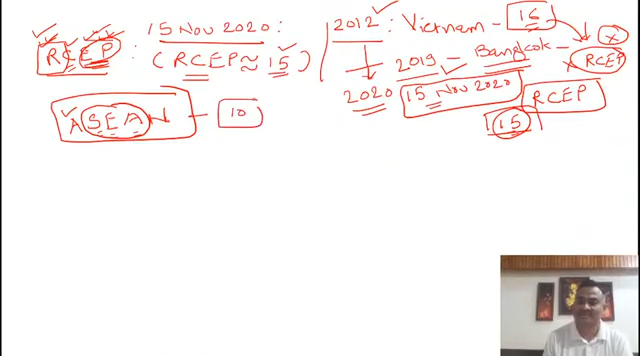 RCEP : 15 Nov 2020 : ( RCEP ≈ 15 )
ASEAN - 10
2012 : Vietnam - 16
2019 - Bangkok - x RCEP x
2020 15 Nov 2020 RCEP
15